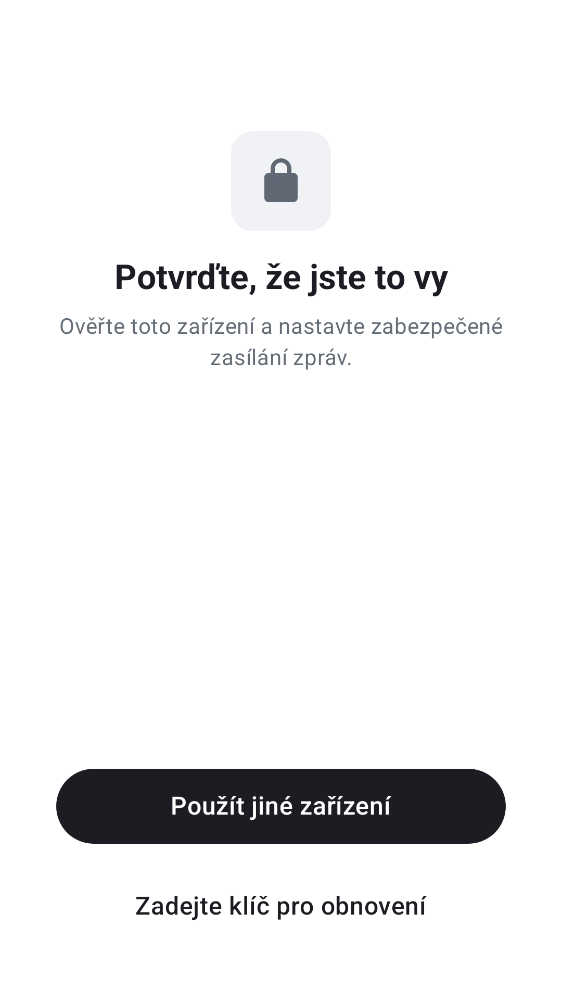 Potvrďte, že jste to vy
Ověřte toto zařízení a nastavte zabezpečené
zasílání zpráv.
Použít jiné zařízení
Zadejte klíč pro obnovení